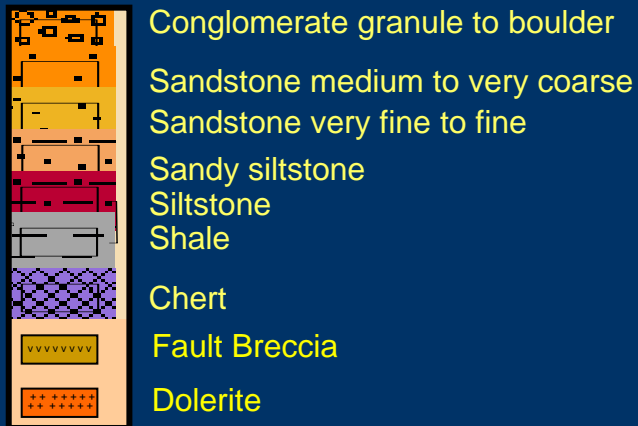 Conglomerate granule to boulder
Sandstone medium to very coarse
Sandstone very fine to fine
Sandy siltstone
Siltstone
Shale
Chert
Fault Breccia
Dolerite